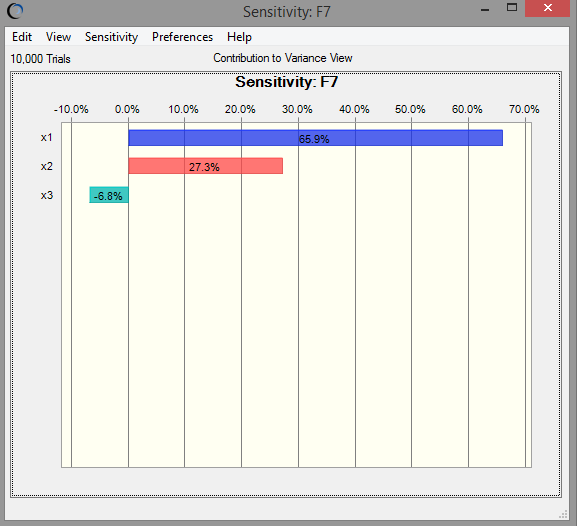 Sensitivity: F7
Edit View Sensitivity Preferences Help
10,000 Trials Contribution to Variance View
Sensitivity: F7
-10.0% 0.0% 10.0% 20.0% 30.0% 40.0% 50.0% 60.0% 70.0%
x1 65.9%
x2 27.3%
x3 -6.8%